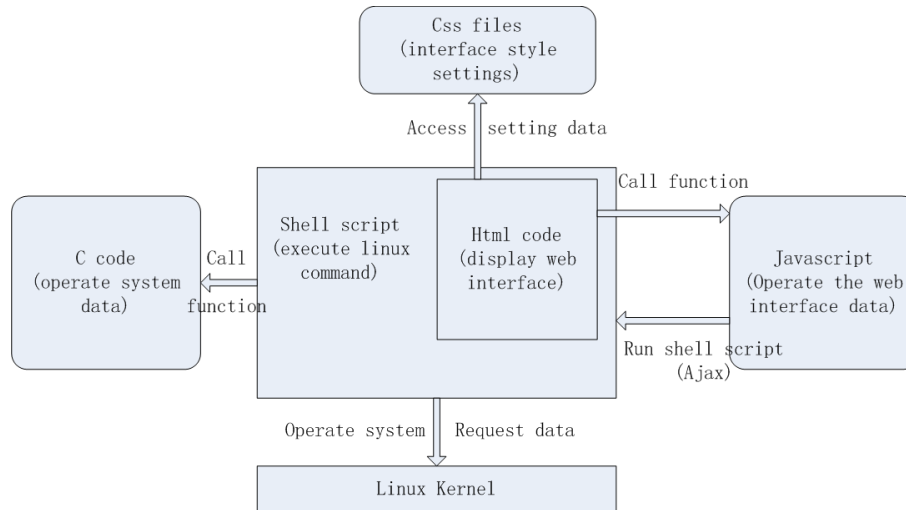 Css files
(interface style
settings)
Access setting data
Call function
Shell script
(execute linux
command)
Html code
(display web
interface)
C code
(operate system
data)
Call
function
Javascript
(Operate the web
interface data)
Run shell script
(Ajax)
Operate system Request data
Linux Kernel